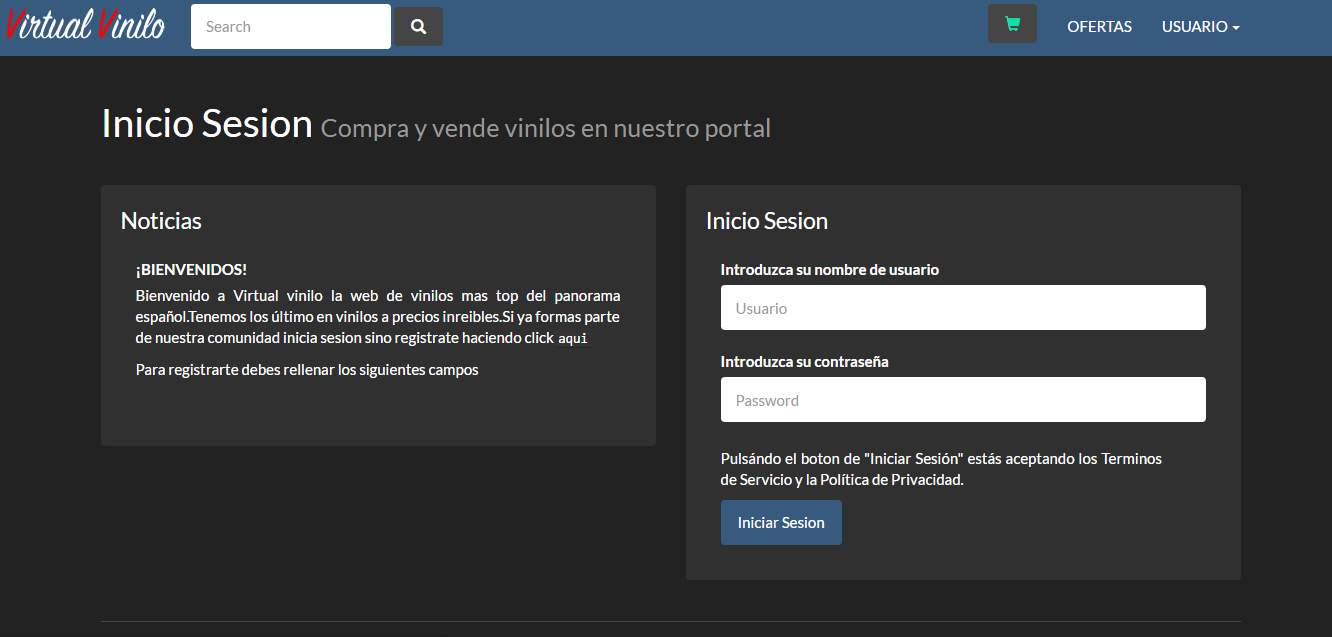 Virtual Vinilo
Search
OFERTAS
USUARIO
Inicio Sesion Compra y vende vinilos en nuestro portal
Noticias
¡BIENVENIDOS!
Bienvenido a Virtual vinilo la web de vinilos mas top del panorama
español.Tenemos los último en vinilos a precios inreibles.Si ya formas parte
de nuestra comunidad inicia sesion sino registrate haciendo click aqui
Para registrarte debes rellenar los siguientes campos
Inicio Sesion
Introduzca su nombre de usuario
Usuario
Introduzca su contraseña
Password
Pulsándo el boton de "Iniciar Sesión" estás aceptando los Terminos
de Servicio y la Política de Privacidad.
Iniciar Sesion